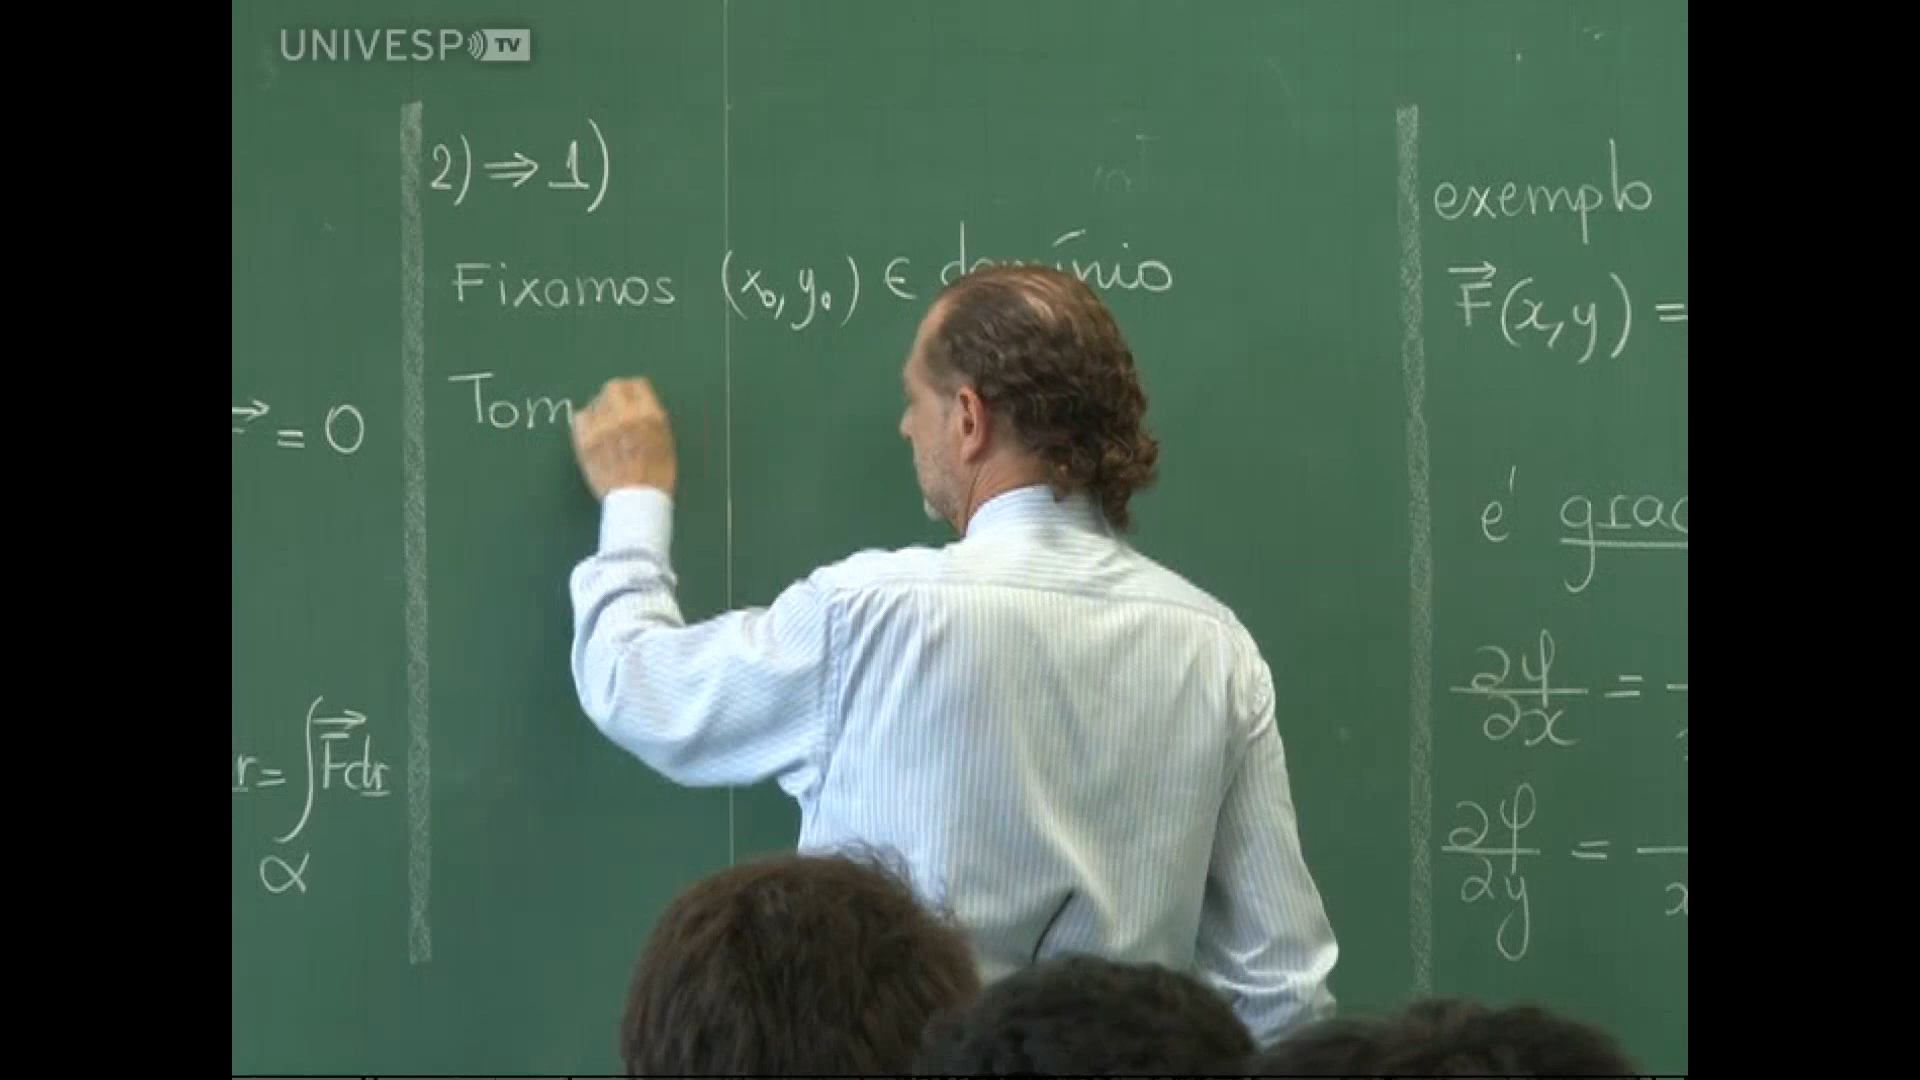 UNIVESP TV
= 0
r = ∫ F⃗ dr
α
2) ⇒ 1)
Fixamos (x₀, y₀) ∈ domínio
Tom
exemplo
F⃗(x,y) =
é grad
∂φ/∂x =
∂φ/∂y =
x